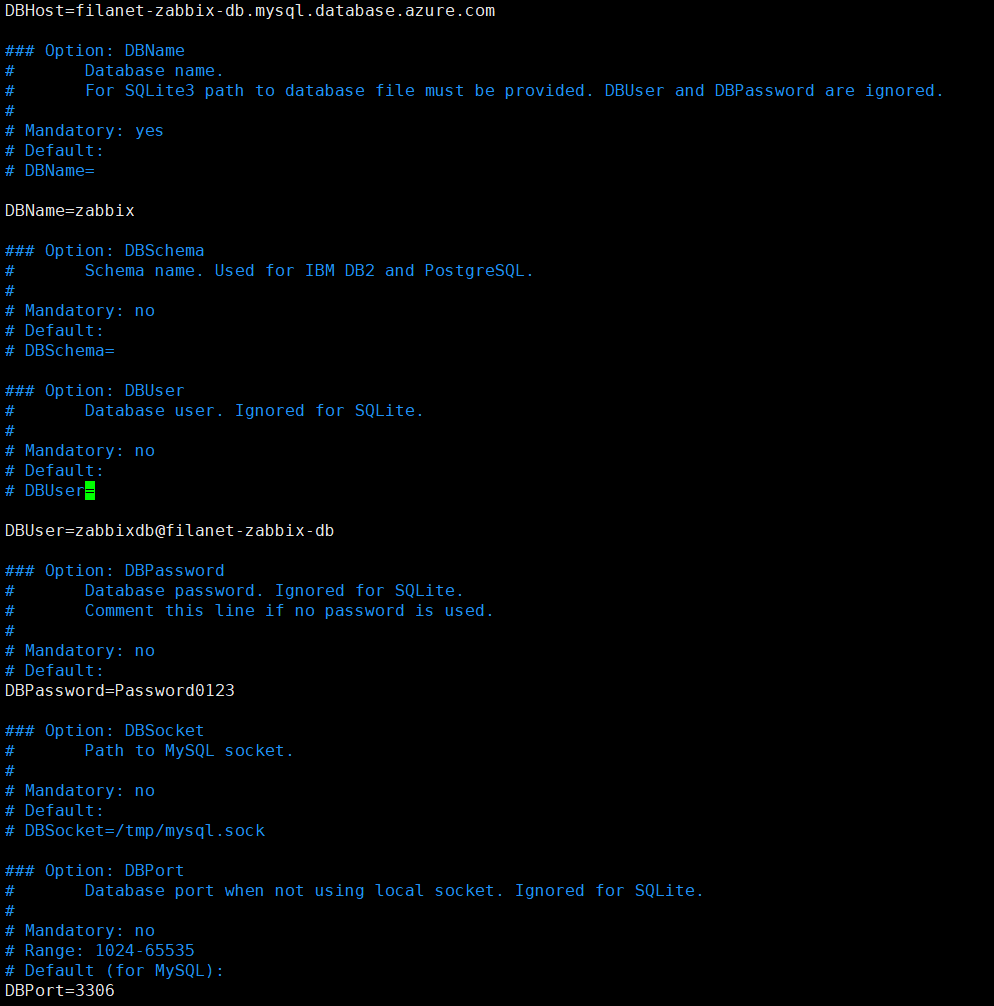 DBHost=filanet-zabbix-db.mysql.database.azure.com
### Option: DBName
#       Database name.
#       For SQLite3 path to database file must be provided. DBUser and DBPassword are ignored.
#
# Mandatory: yes
# Default:
# DBName=
DBName=zabbix
### Option: DBSchema
#       Schema name. Used for IBM DB2 and PostgreSQL.
#
# Mandatory: no
# Default:
# DBSchema=
### Option: DBUser
#       Database user. Ignored for SQLite.
#
# Mandatory: no
# Default:
# DBUser=
DBUser=zabbixdb@filanet-zabbix-db
### Option: DBPassword
#       Database password. Ignored for SQLite.
#       Comment this line if no password is used.
#
# Mandatory: no
# Default:
DBPassword=Password0123
### Option: DBSocket
#       Path to MySQL socket.
#
# Mandatory: no
# Default:
# DBSocket=/tmp/mysql.sock
### Option: DBPort
#       Database port when not using local socket. Ignored for SQLite.
#
# Mandatory: no
# Range: 1024-65535
# Default (for MySQL):
DBPort=3306